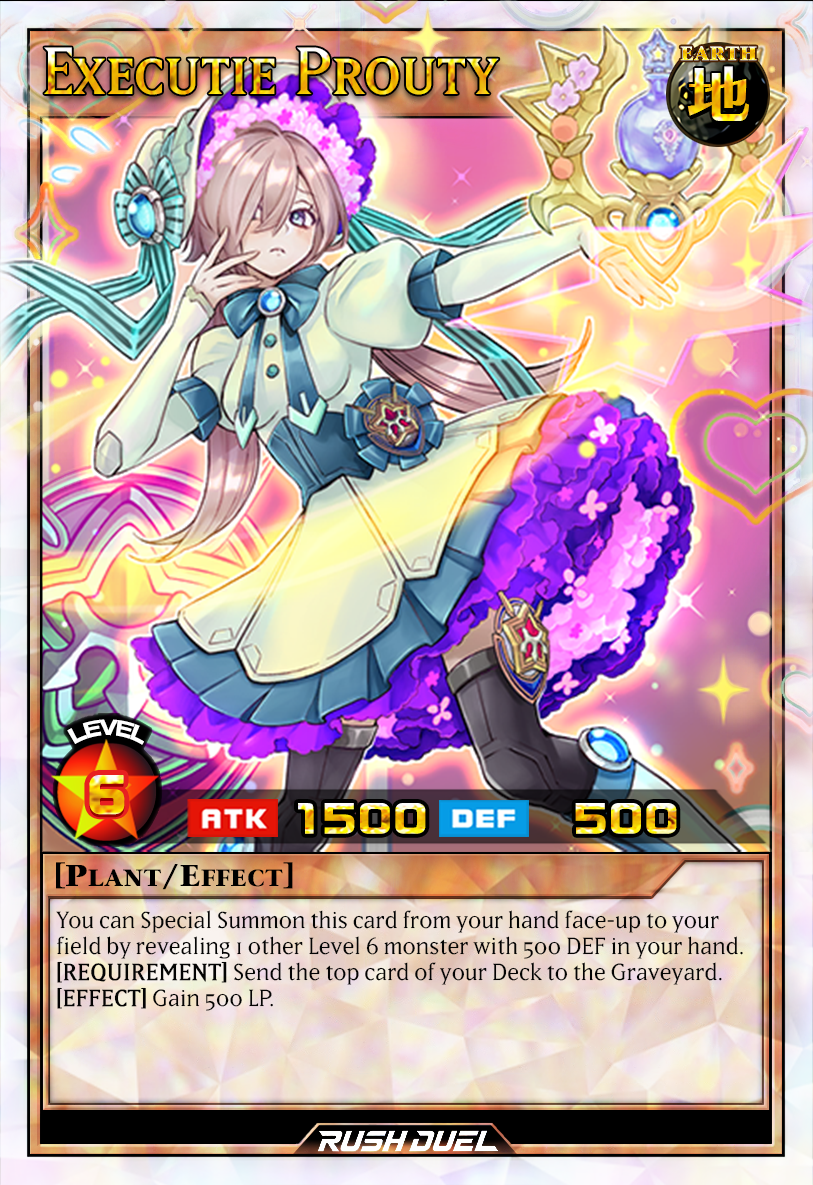 Executie Prouty
EARTH
地
LEVEL
6
ATK 1500 DEF 500
[Plant/Effect]
You can Special Summon this card from your hand face-up to your
field by revealing 1 other Level 6 monster with 500 DEF in your hand.
[REQUIREMENT] Send the top card of your Deck to the Graveyard.
[EFFECT] Gain 500 LP.
RUSH DUEL